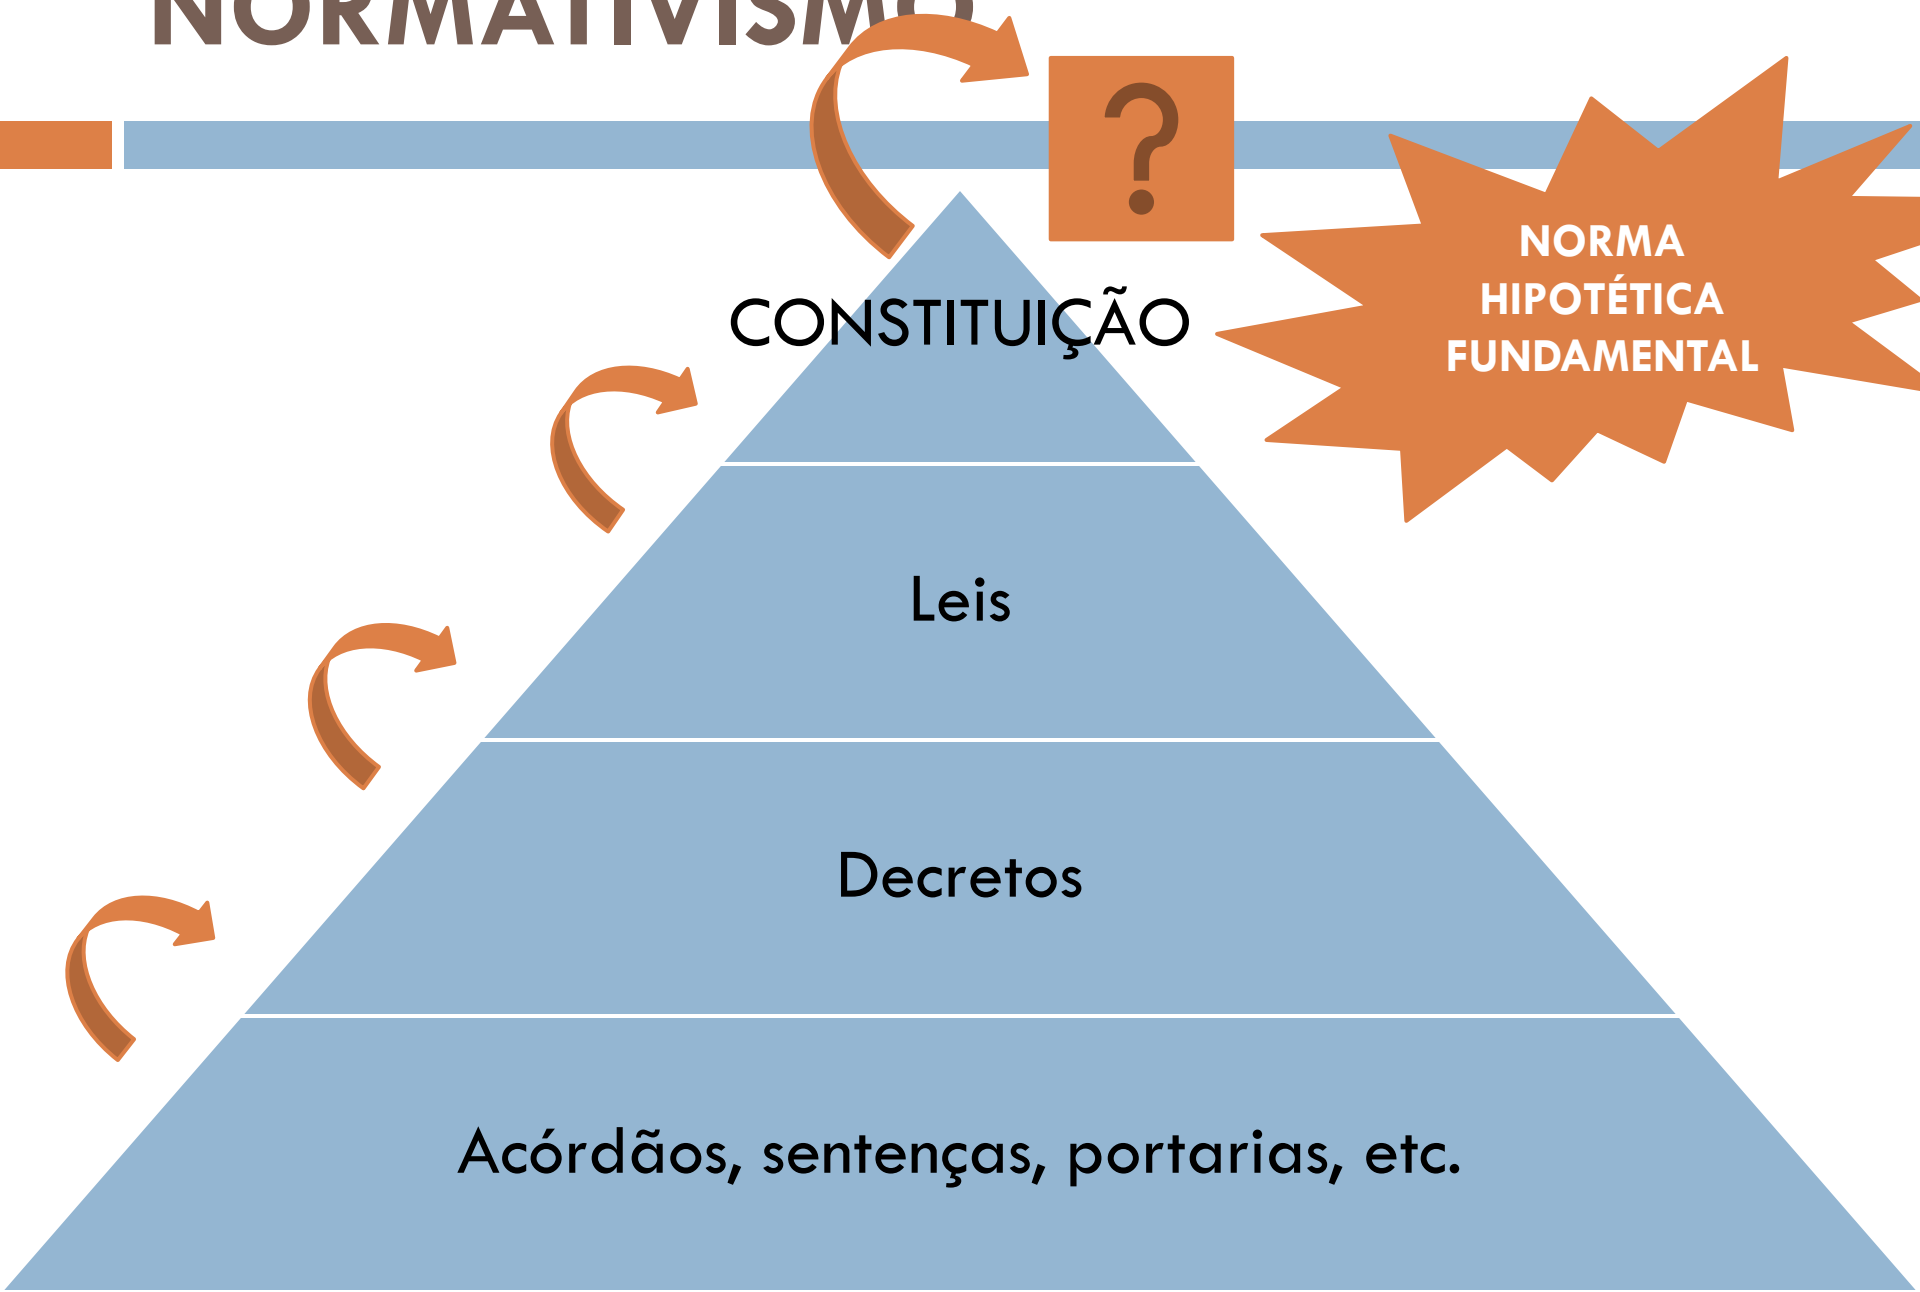 NORMATIVISMO
?
NORMA
HIPOTÉTICA
FUNDAMENTAL
CONSTITUIÇÃO
Leis
Decretos
Acórdãos, sentenças, portarias, etc.